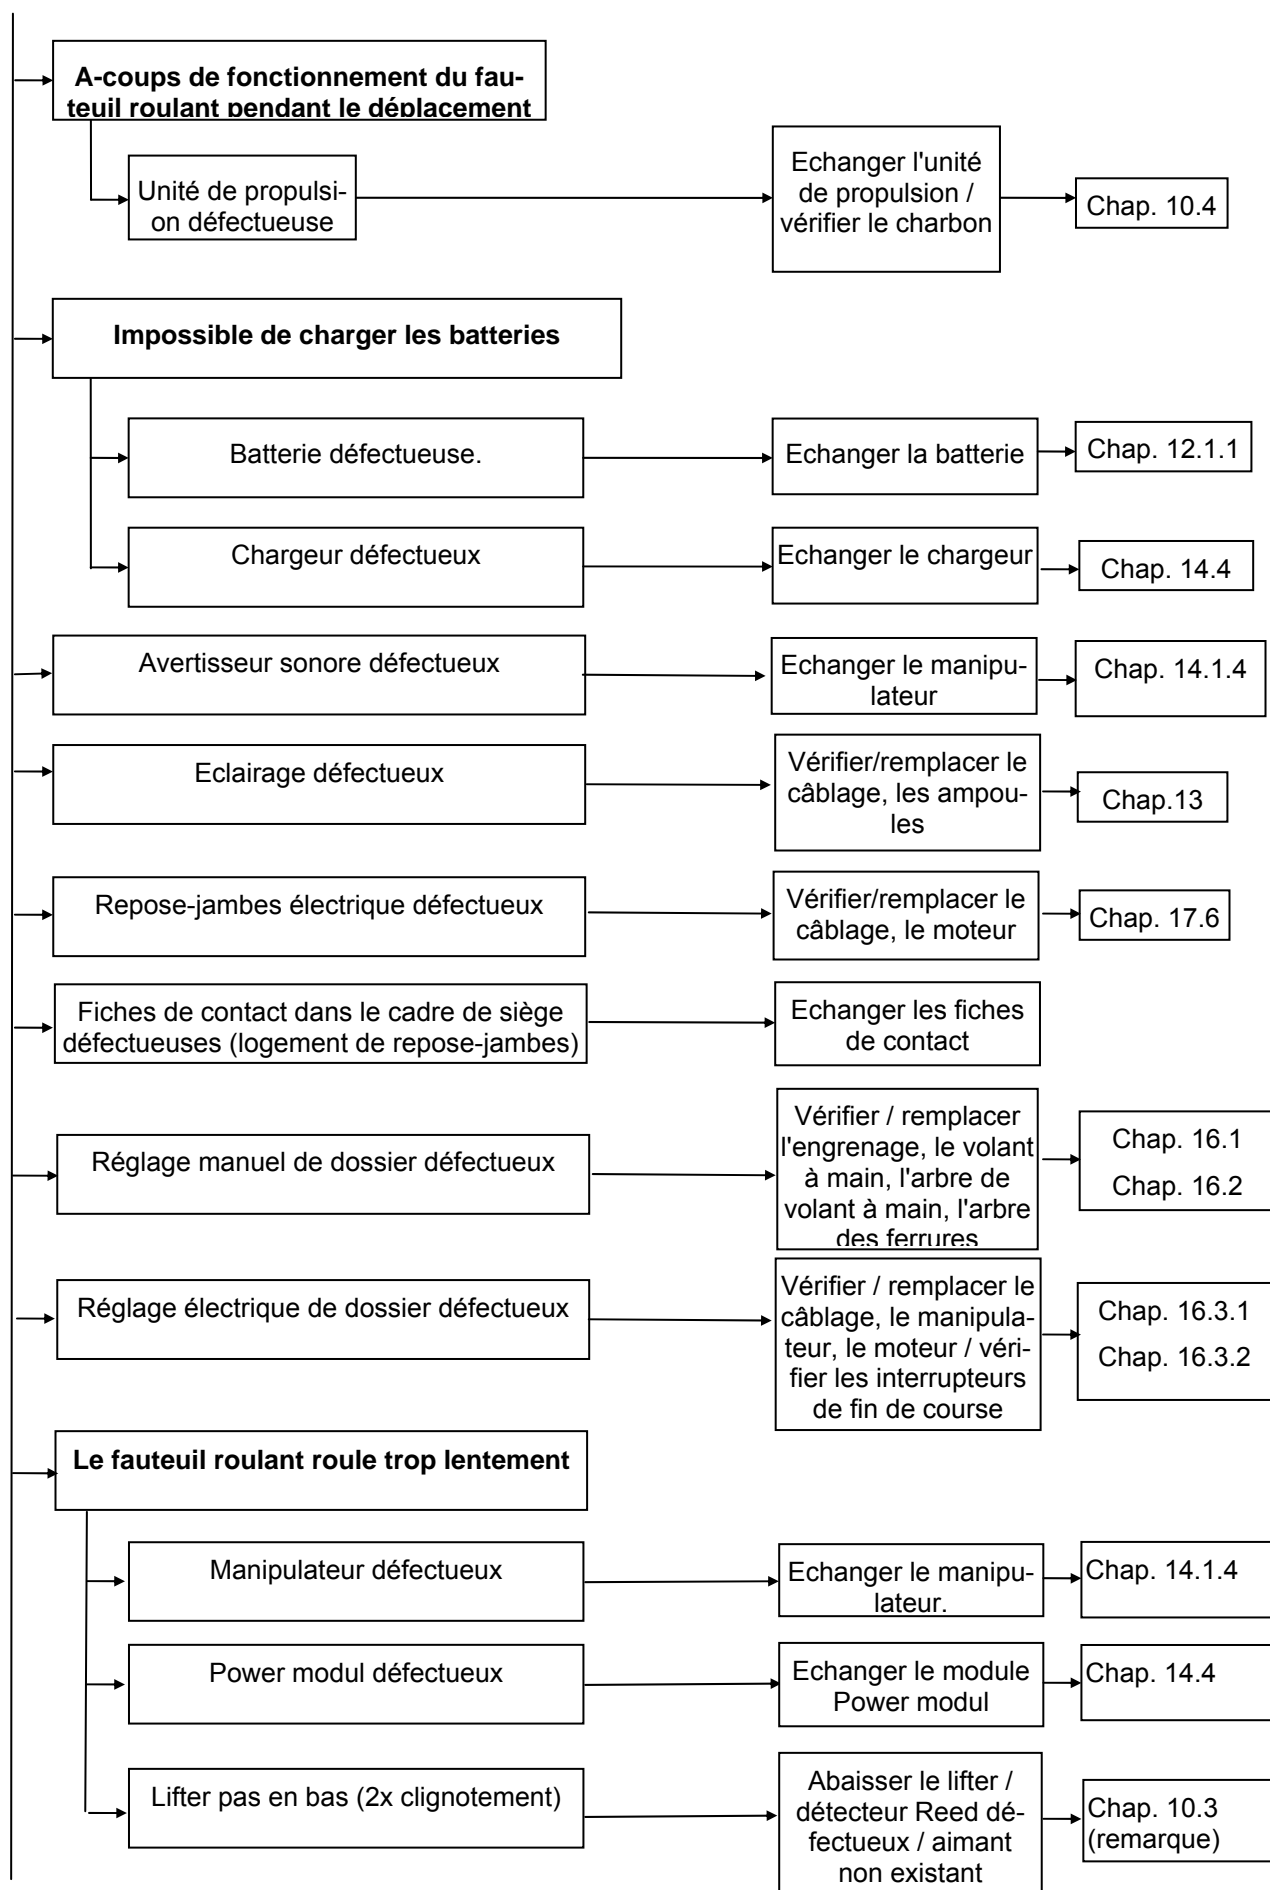 A-coups de fonctionnement du fau-
teuil roulant pendant le déplacement
Unité de propulsi-
on défectueuse
Echanger l'unité
de propulsion /
vérifier le charbon
Chap. 10.4
Impossible de charger les batteries
Batterie défectueuse.
Echanger la batterie
Chap. 12.1.1
Chargeur défectueux
Echanger le chargeur
Chap. 14.4
Avertisseur sonore défectueux
Echanger le manipu-
lateur
Chap. 14.1.4
Eclairage défectueux
Vérifier/remplacer le
câblage, les ampou-
les
Chap.13
Repose-jambes électrique défectueux
Vérifier/remplacer le
câblage, le moteur
Chap. 17.6
Fiches de contact dans le cadre de siège
défectueuses (logement de repose-jambes)
Echanger les fiches
de contact
Réglage manuel de dossier défectueux
Vérifier / remplacer
l'engrenage, le volant
à main, l'arbre de
volant à main, l'arbre
des ferrures
Chap. 16.1
Chap. 16.2
Réglage électrique de dossier défectueux
Vérifier / remplacer le
câblage, le manipula-
teur, le moteur / véri-
fier les interrupteurs
de fin de course
Chap. 16.3.1
Chap. 16.3.2
Le fauteuil roulant roule trop lentement
Manipulateur défectueux
Echanger le manipu-
lateur.
Chap. 14.1.4
Power modul défectueux
Echanger le module
Power modul
Chap. 14.4
Lifter pas en bas (2x clignotement)
Abaisser le lifter /
détecteur Reed dé-
fectueux / aimant
non existant
Chap. 10.3
(remarque)